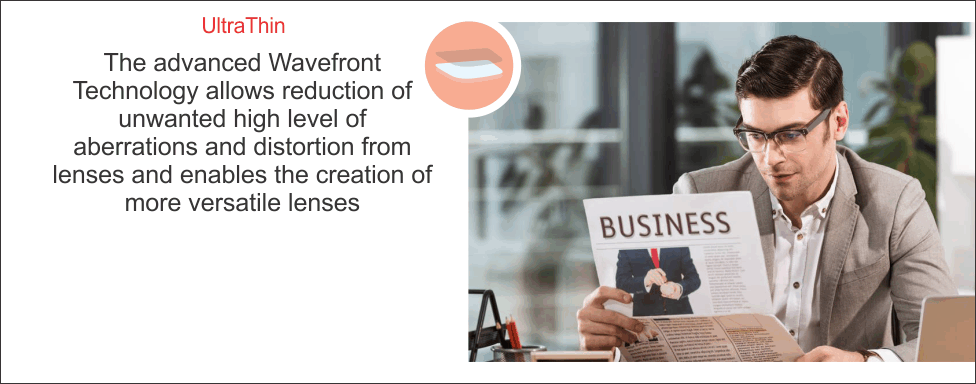 UltraThin
The advanced Wavefront
Technology allows reduction of
unwanted high level of
aberrations and distortion from
lenses and enables the creation of
more versatile lenses
BUSINESS